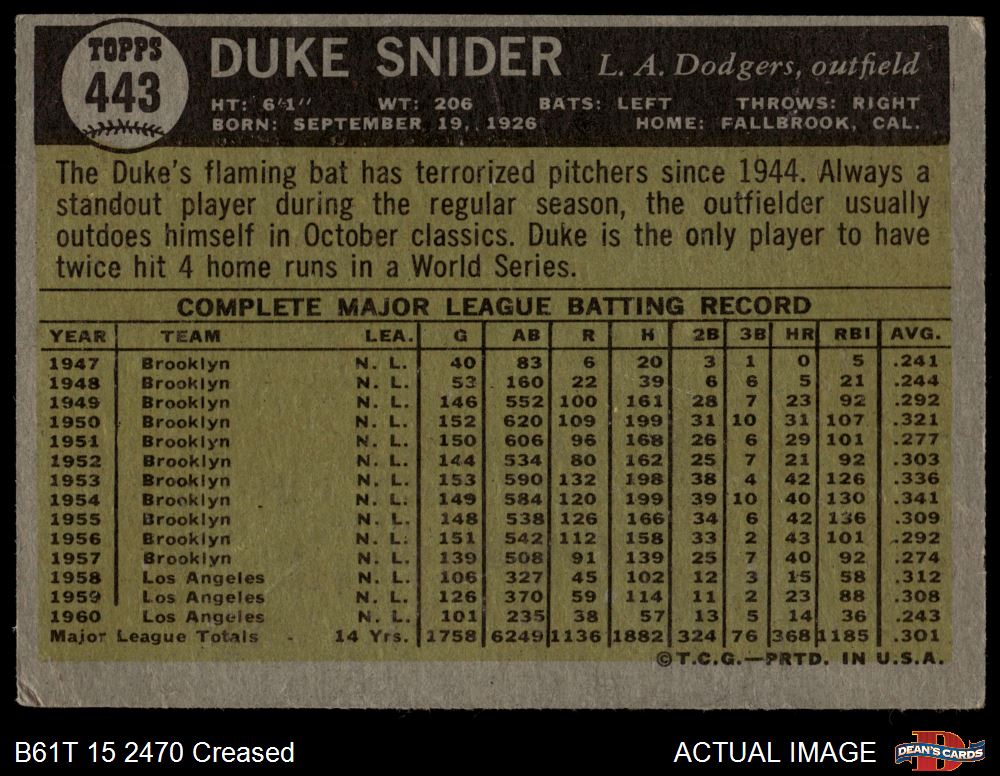 TOPPS
443
DUKE SNIDER L. A. Dodgers, outfield
HT: 6'1" WT: 206 BATS: LEFT THROWS: RIGHT
BORN: SEPTEMBER 19, 1926 HOME: FALLBROOK, CAL.
The Duke's flaming bat has terrorized pitchers since 1944. Always a
standout player during the regular season, the outfielder usually
outdoes himself in October classics. Duke is the only player to have
twice hit 4 home runs in a World Series.
COMPLETE MAJOR LEAGUE BATTING RECORD
YEAR TEAM LEA. G AB R H 2B 3B HR RBI AVG.
1947 Brooklyn N. L. 40 83 6 20 3 1 0 5 .241
1948 Brooklyn N. L. 53 160 22 39 6 6 5 21 .244
1949 Brooklyn N. L. 146 552 100 161 28 7 23 92 .292
1950 Brooklyn N. L. 152 620 109 199 31 10 31 107 .321
1951 Brooklyn N. L. 150 606 96 168 26 6 29 101 .277
1952 Brooklyn N. L. 144 534 80 162 25 7 21 92 .303
1953 Brooklyn N. L. 153 590 132 198 38 4 42 126 .336
1954 Brooklyn N. L. 149 584 120 199 39 10 40 130 .341
1955 Brooklyn N. L. 148 538 126 166 34 6 42 136 .309
1956 Brooklyn N. L. 151 542 112 158 33 2 43 101 .292
1957 Brooklyn N. L. 139 508 91 139 25 7 40 92 .274
1958 Los Angeles N. L. 106 327 45 102 12 3 15 58 .312
1959 Los Angeles N. L. 126 370 59 114 11 2 23 88 .308
1960 Los Angeles N. L. 101 235 38 57 13 5 14 36 .243
Major League Totals 14 Yrs. 1758 6249 1136 1882 324 76 368 1185 .301
©T.C.G.—PRTD. IN U.S.A.
B61T 15 2470 Creased ACTUAL IMAGE DEAN'S CARDS